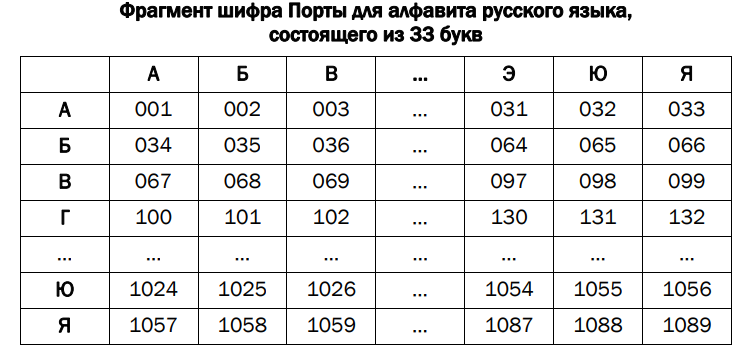 Фрагмент шифра Порты для алфавита русского языка,
состоящего из 33 букв
А Б В ... Э Ю Я
А 001 002 003 ... 031 032 033
Б 034 035 036 ... 064 065 066
В 067 068 069 ... 097 098 099
Г 100 101 102 ... 130 131 132
... ... ... ... ... ... ... ...
Ю 1024 1025 1026 ... 1054 1055 1056
Я 1057 1058 1059 ... 1087 1088 1089